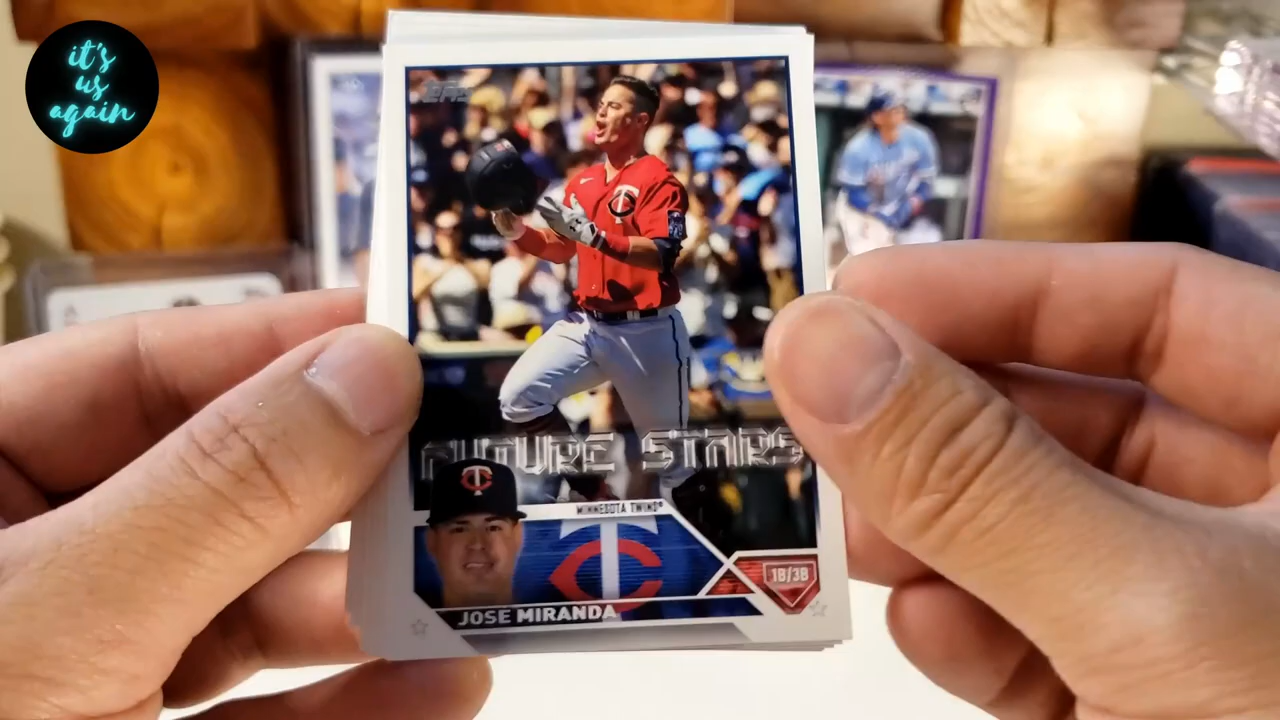 it's
us
again
TOPPS
FUTURE STARS
MINNESOTA TWINS®
1B/3B
JOSE MIRANDA